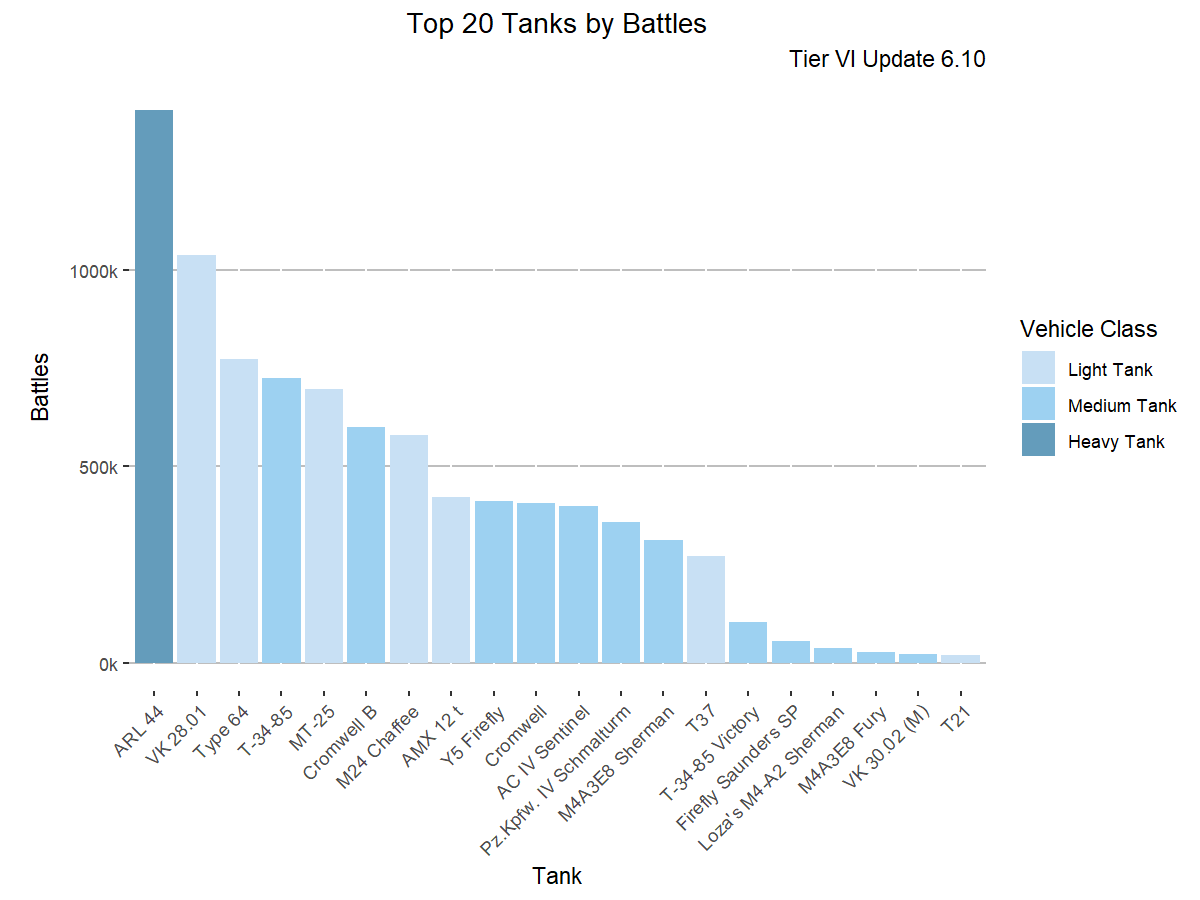 Top 20 Tanks by Battles
Tier VI Update 6.10
1000k
500k
0k
Battles
ARL 44
VK 28.01
Type 64
T-34-85
MT-25
Cromwell B
M24 Chaffee
AMX 12 t
Y5 Firefly
Cromwell
AC IV Sentinel
Pz.Kpfw. IV Schmalturm
M4A3E8 Sherman
T37
T-34-85 Victory
Firefly Saunders SP
Loza's M4-A2 Sherman
M4A3E8 Fury
VK 30.02 (M)
T21
Tank
Vehicle Class
Light Tank
Medium Tank
Heavy Tank